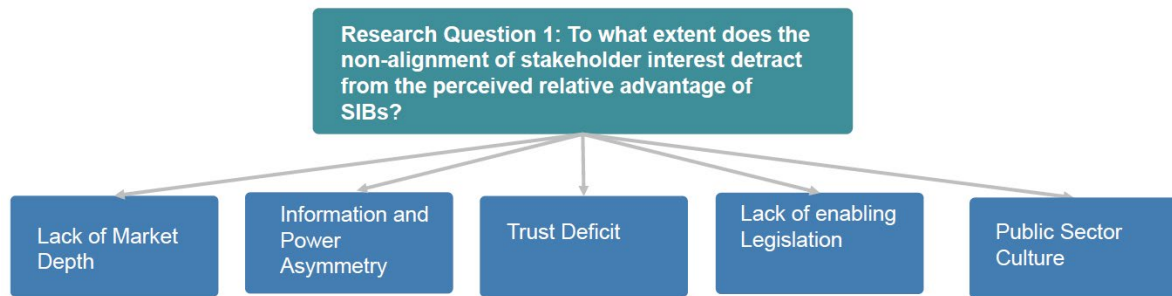 Research Question 1: To what extent does the
non-alignment of stakeholder interest detract
from the perceived relative advantage of
SIBs?
Lack of Market
Depth
Information and
Power
Asymmetry
Trust Deficit
Lack of enabling
Legislation
Public Sector
Culture